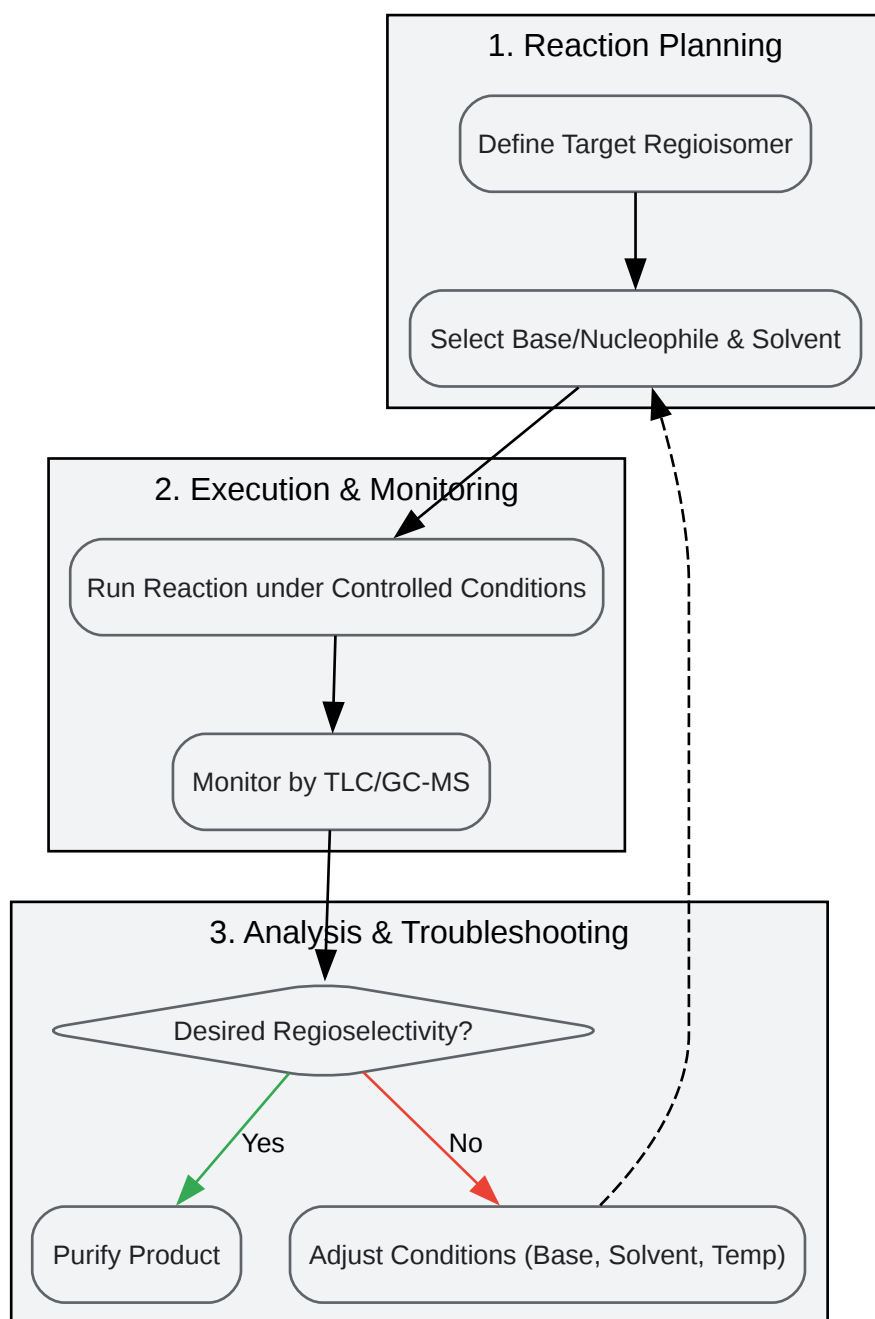 1. Reaction Planning
Define Target Regioisomer
Select Base/Nucleophile & Solvent
2. Execution & Monitoring
Run Reaction under Controlled Conditions
Monitor by TLC/GC-MS
3. Analysis & Troubleshooting
Desired Regioselectivity?
Yes
No
Purify Product
Adjust Conditions (Base, Solvent, Temp)